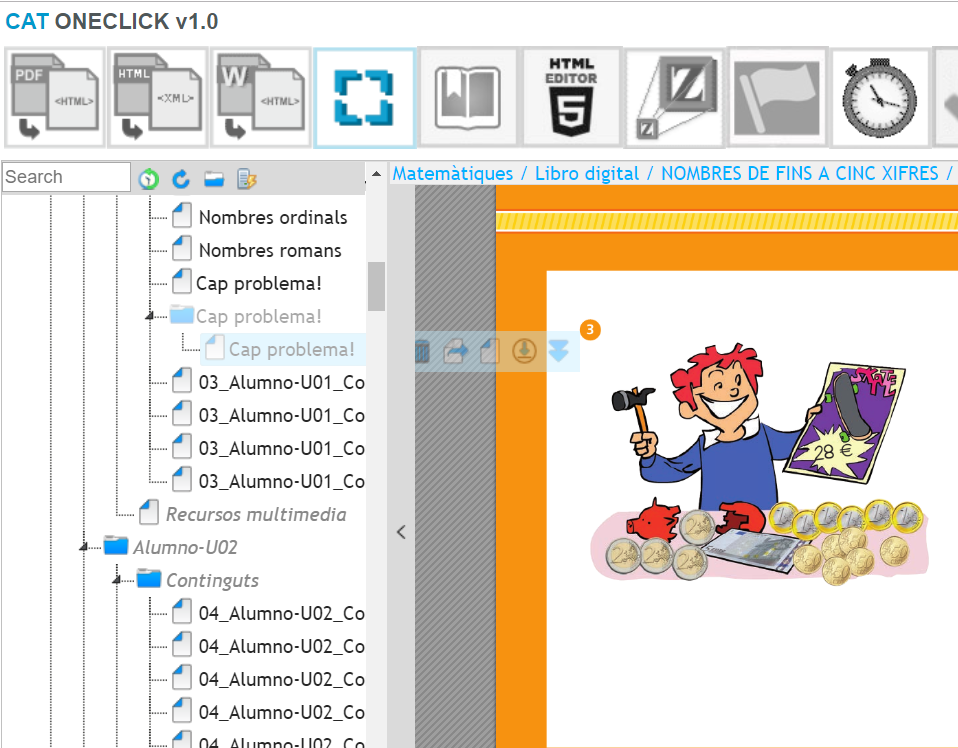 CAT ONECLICK v1.0
PDF
<HTML>
HTML
<XML>
W
<HTML>
HTML
EDITOR
5
Z
Z
Search
Matemàtiques / Libro digital / NOMBRES DE FINS A CINC XIFRES /
Nombres ordinals
Nombres romans
Cap problema!
Cap problema!
Cap problema!
03_Alumno-U01_Co
03_Alumno-U01_Co
03_Alumno-U01_Co
03_Alumno-U01_Co
Recursos multimedia
Alumno-U02
Continguts
04_Alumno-U02_Co
04_Alumno-U02_Co
04_Alumno-U02_Co
04_Alumno-U02_Co
04_Alumno-U02_Co
3
SKATE
28 €